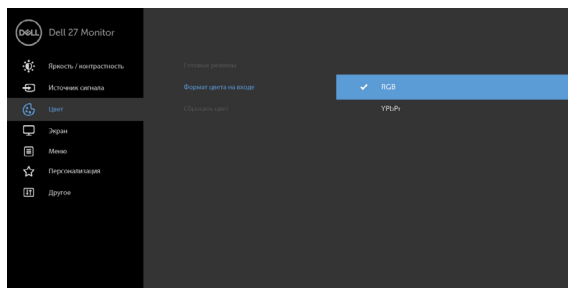 DELL Dell 27 Monitor
Яркость / контрастность
Готовые режимы
Источник сигнала
Формат цвета на входе
RGB
Цвет
Сбросить цвет
YPbPr
Экран
Меню
Персонализация
Другое